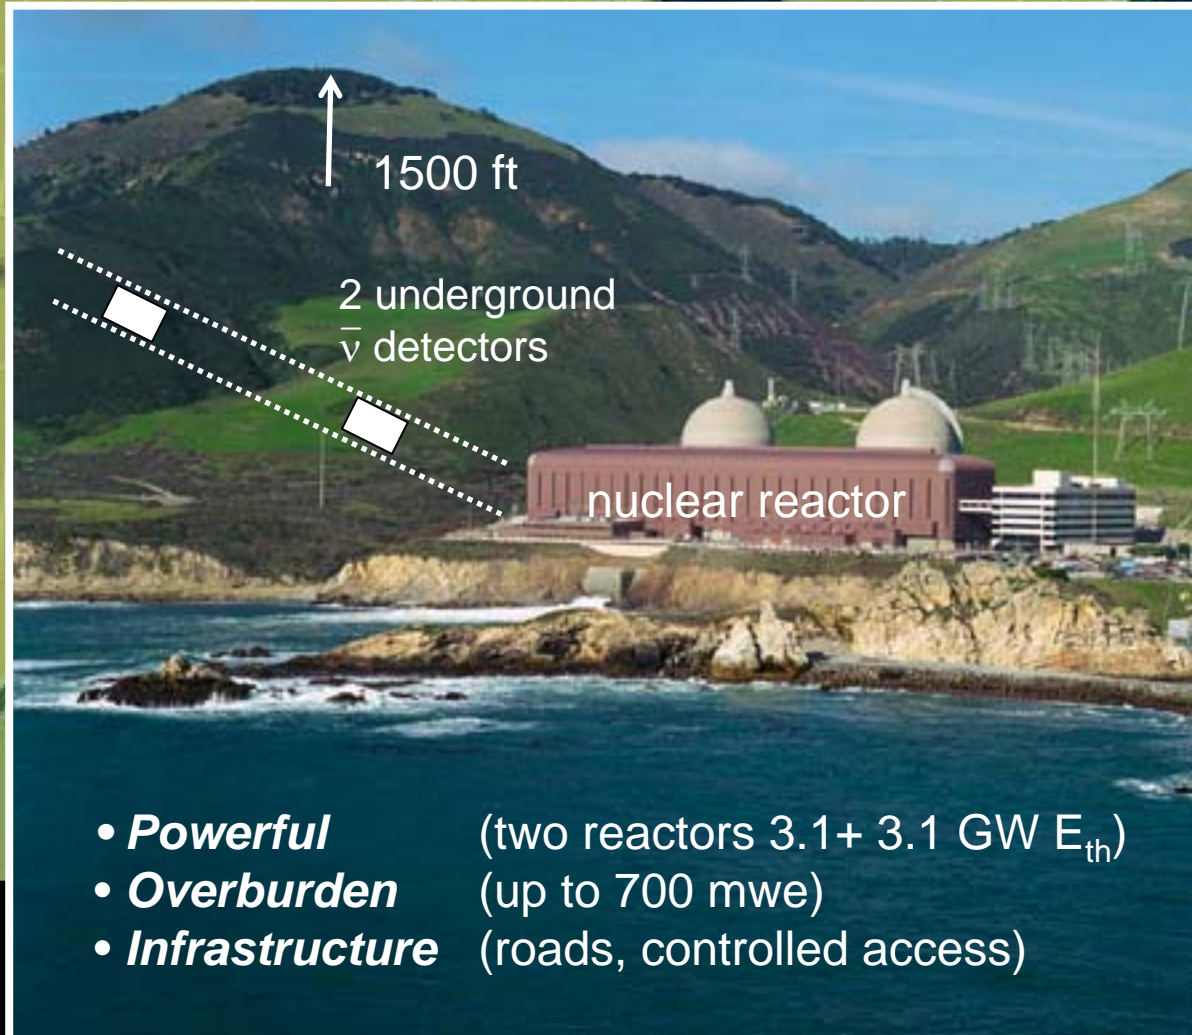 1500 ft
2 underground
ν̅ detectors
nuclear reactor
• Powerful (two reactors 3.1+ 3.1 GW Eth)
• Overburden (up to 700 mwe)
• Infrastructure (roads, controlled access)